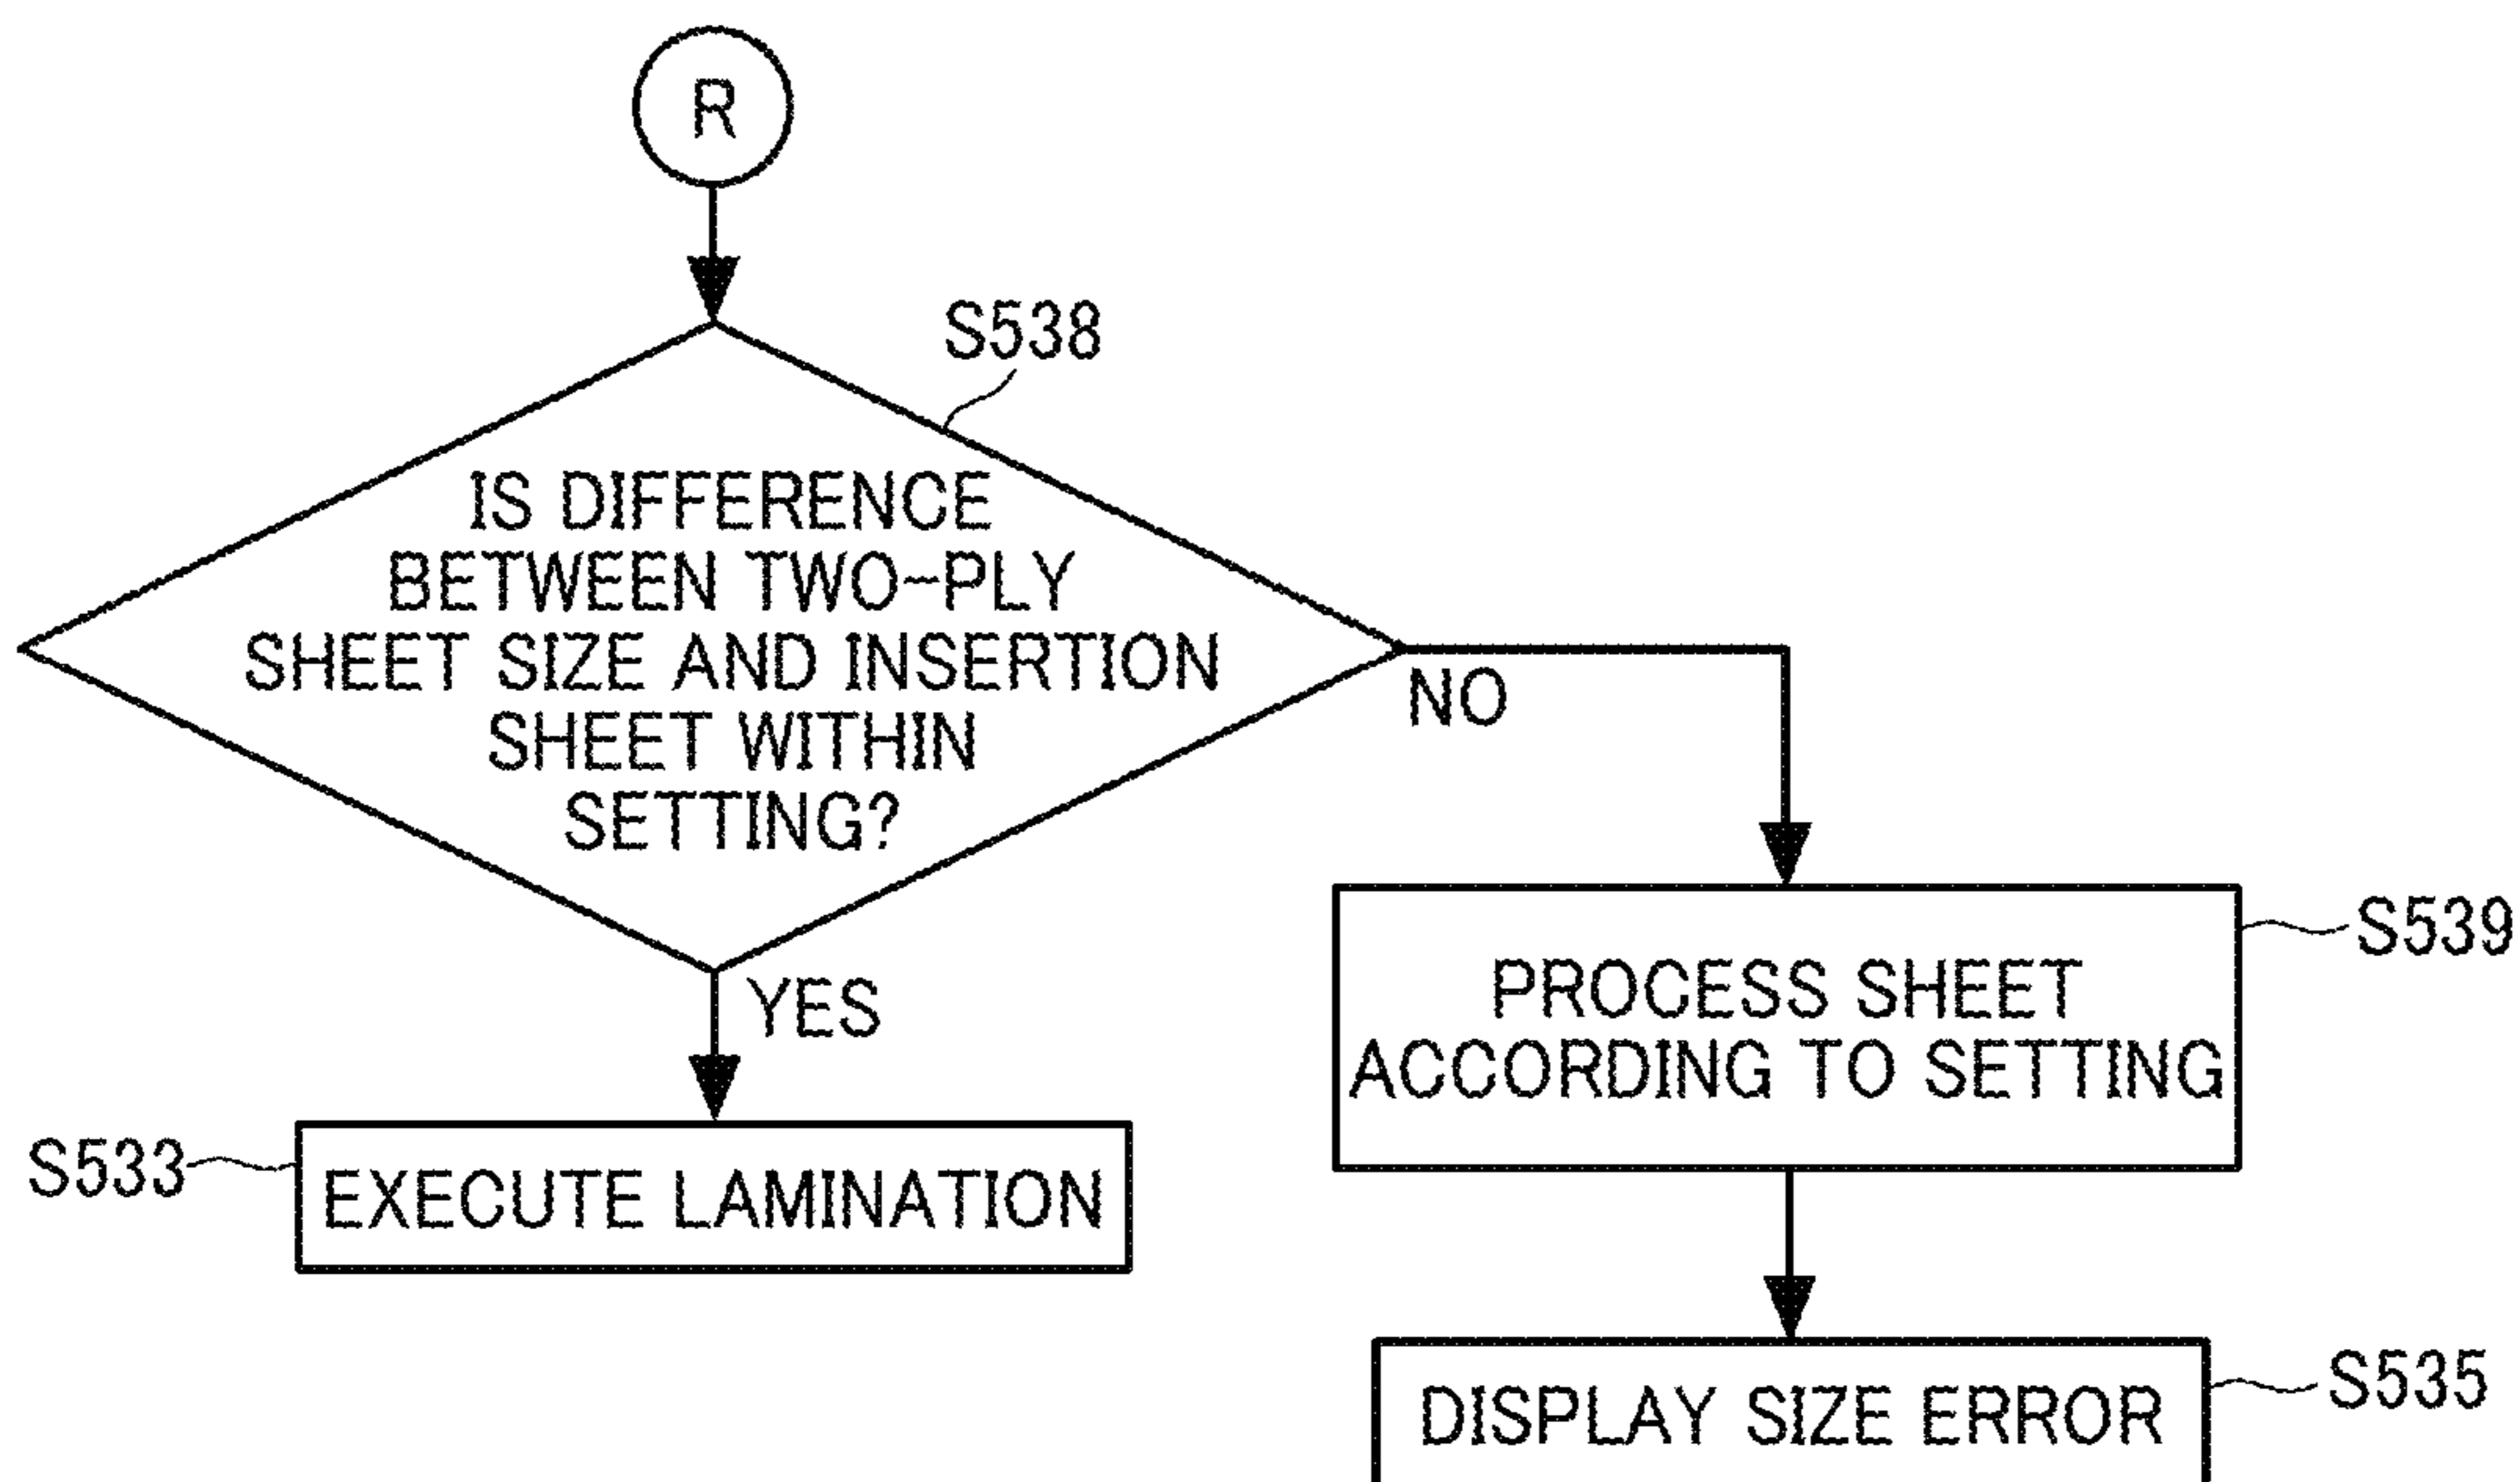 R
S538
IS DIFFERENCE
BETWEEN TWO-PLY
SHEET SIZE AND INSERTION
SHEET WITHIN
SETTING?
NO
YES
S539
PROCESS SHEET
ACCORDING TO SETTING
S533
EXECUTE LAMINATION
S535
DISPLAY SIZE ERROR